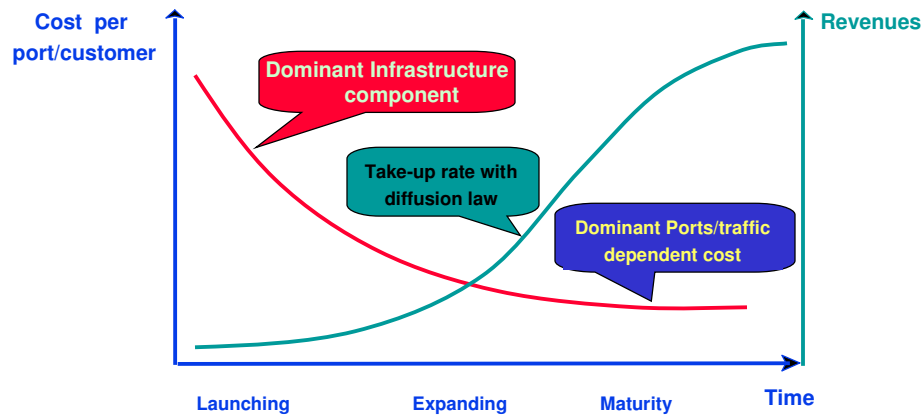 Cost per
port/customer
Revenues
Dominant Infrastructure
component
Take-up rate with
diffusion law
Dominant Ports/traffic
dependent cost
Launching
Expanding
Maturity
Time